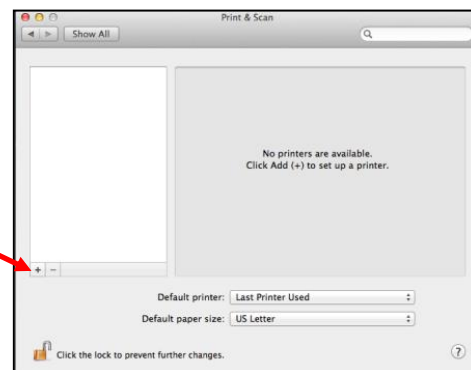 Print & Scan
Show All
No printers are available.
Click Add (+) to set up a printer.
+ −
Default printer: Last Printer Used
Default paper size: US Letter
Click the lock to prevent further changes.
?